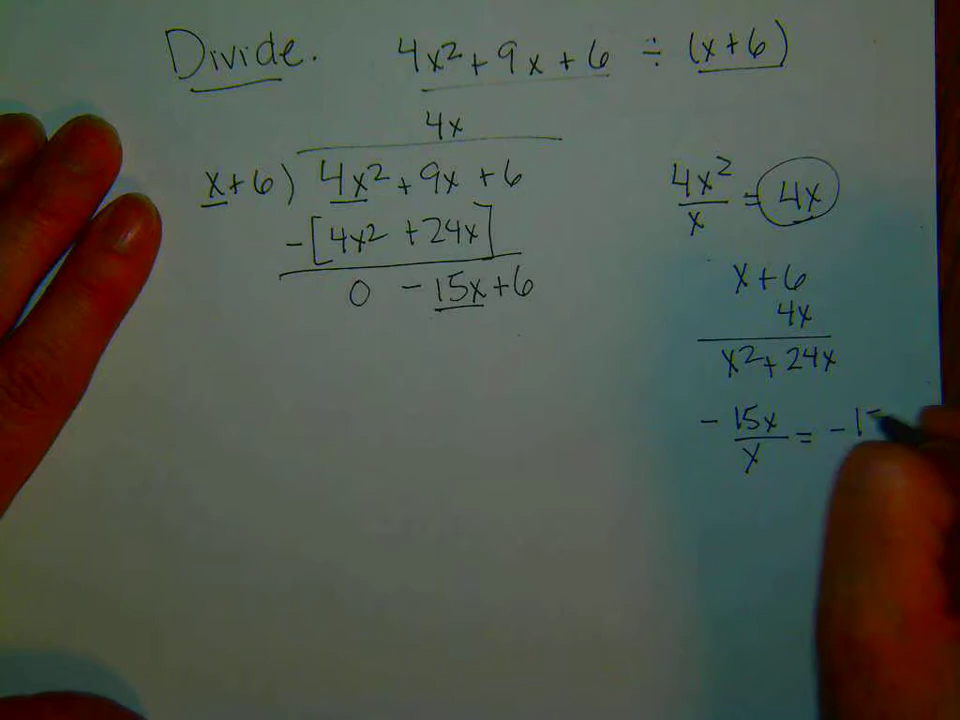 Divide. 4x² + 9x + 6 ÷ (x + 6)
4x
x + 6 ) 4x² + 9x + 6
- [4x² + 24x]
0 - 15x + 6
4x²/x = 4x
x + 6
4x
x² + 24x
- 15x/x = - 15